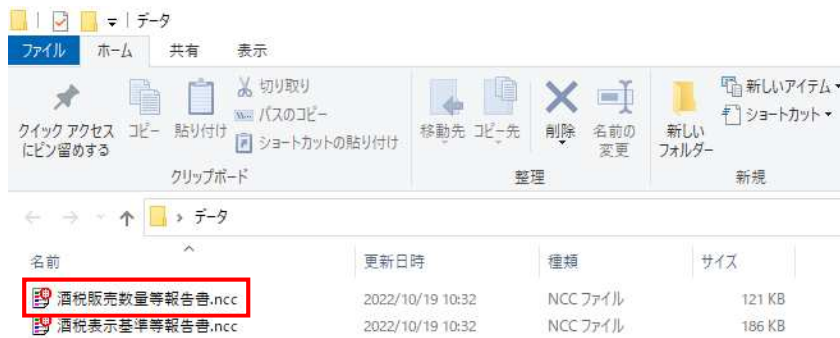 データ
ファイル ホーム 共有 表示
クイック アクセス
にピン留めする
コピー
貼り付け
切り取り
パスのコピー
ショートカットの貼り付け
クリップボード
移動先
コピー先
削除
名前の
変更
整理
新しい
フォルダー
新しいアイテム
ショートカット
新規
データ
名前 更新日時 種類 サイズ
酒税販売数量等報告書.ncc 2022/10/19 10:32 NCC ファイル 121 KB
酒税表示基準等報告書.ncc 2022/10/19 10:32 NCC ファイル 186 KB